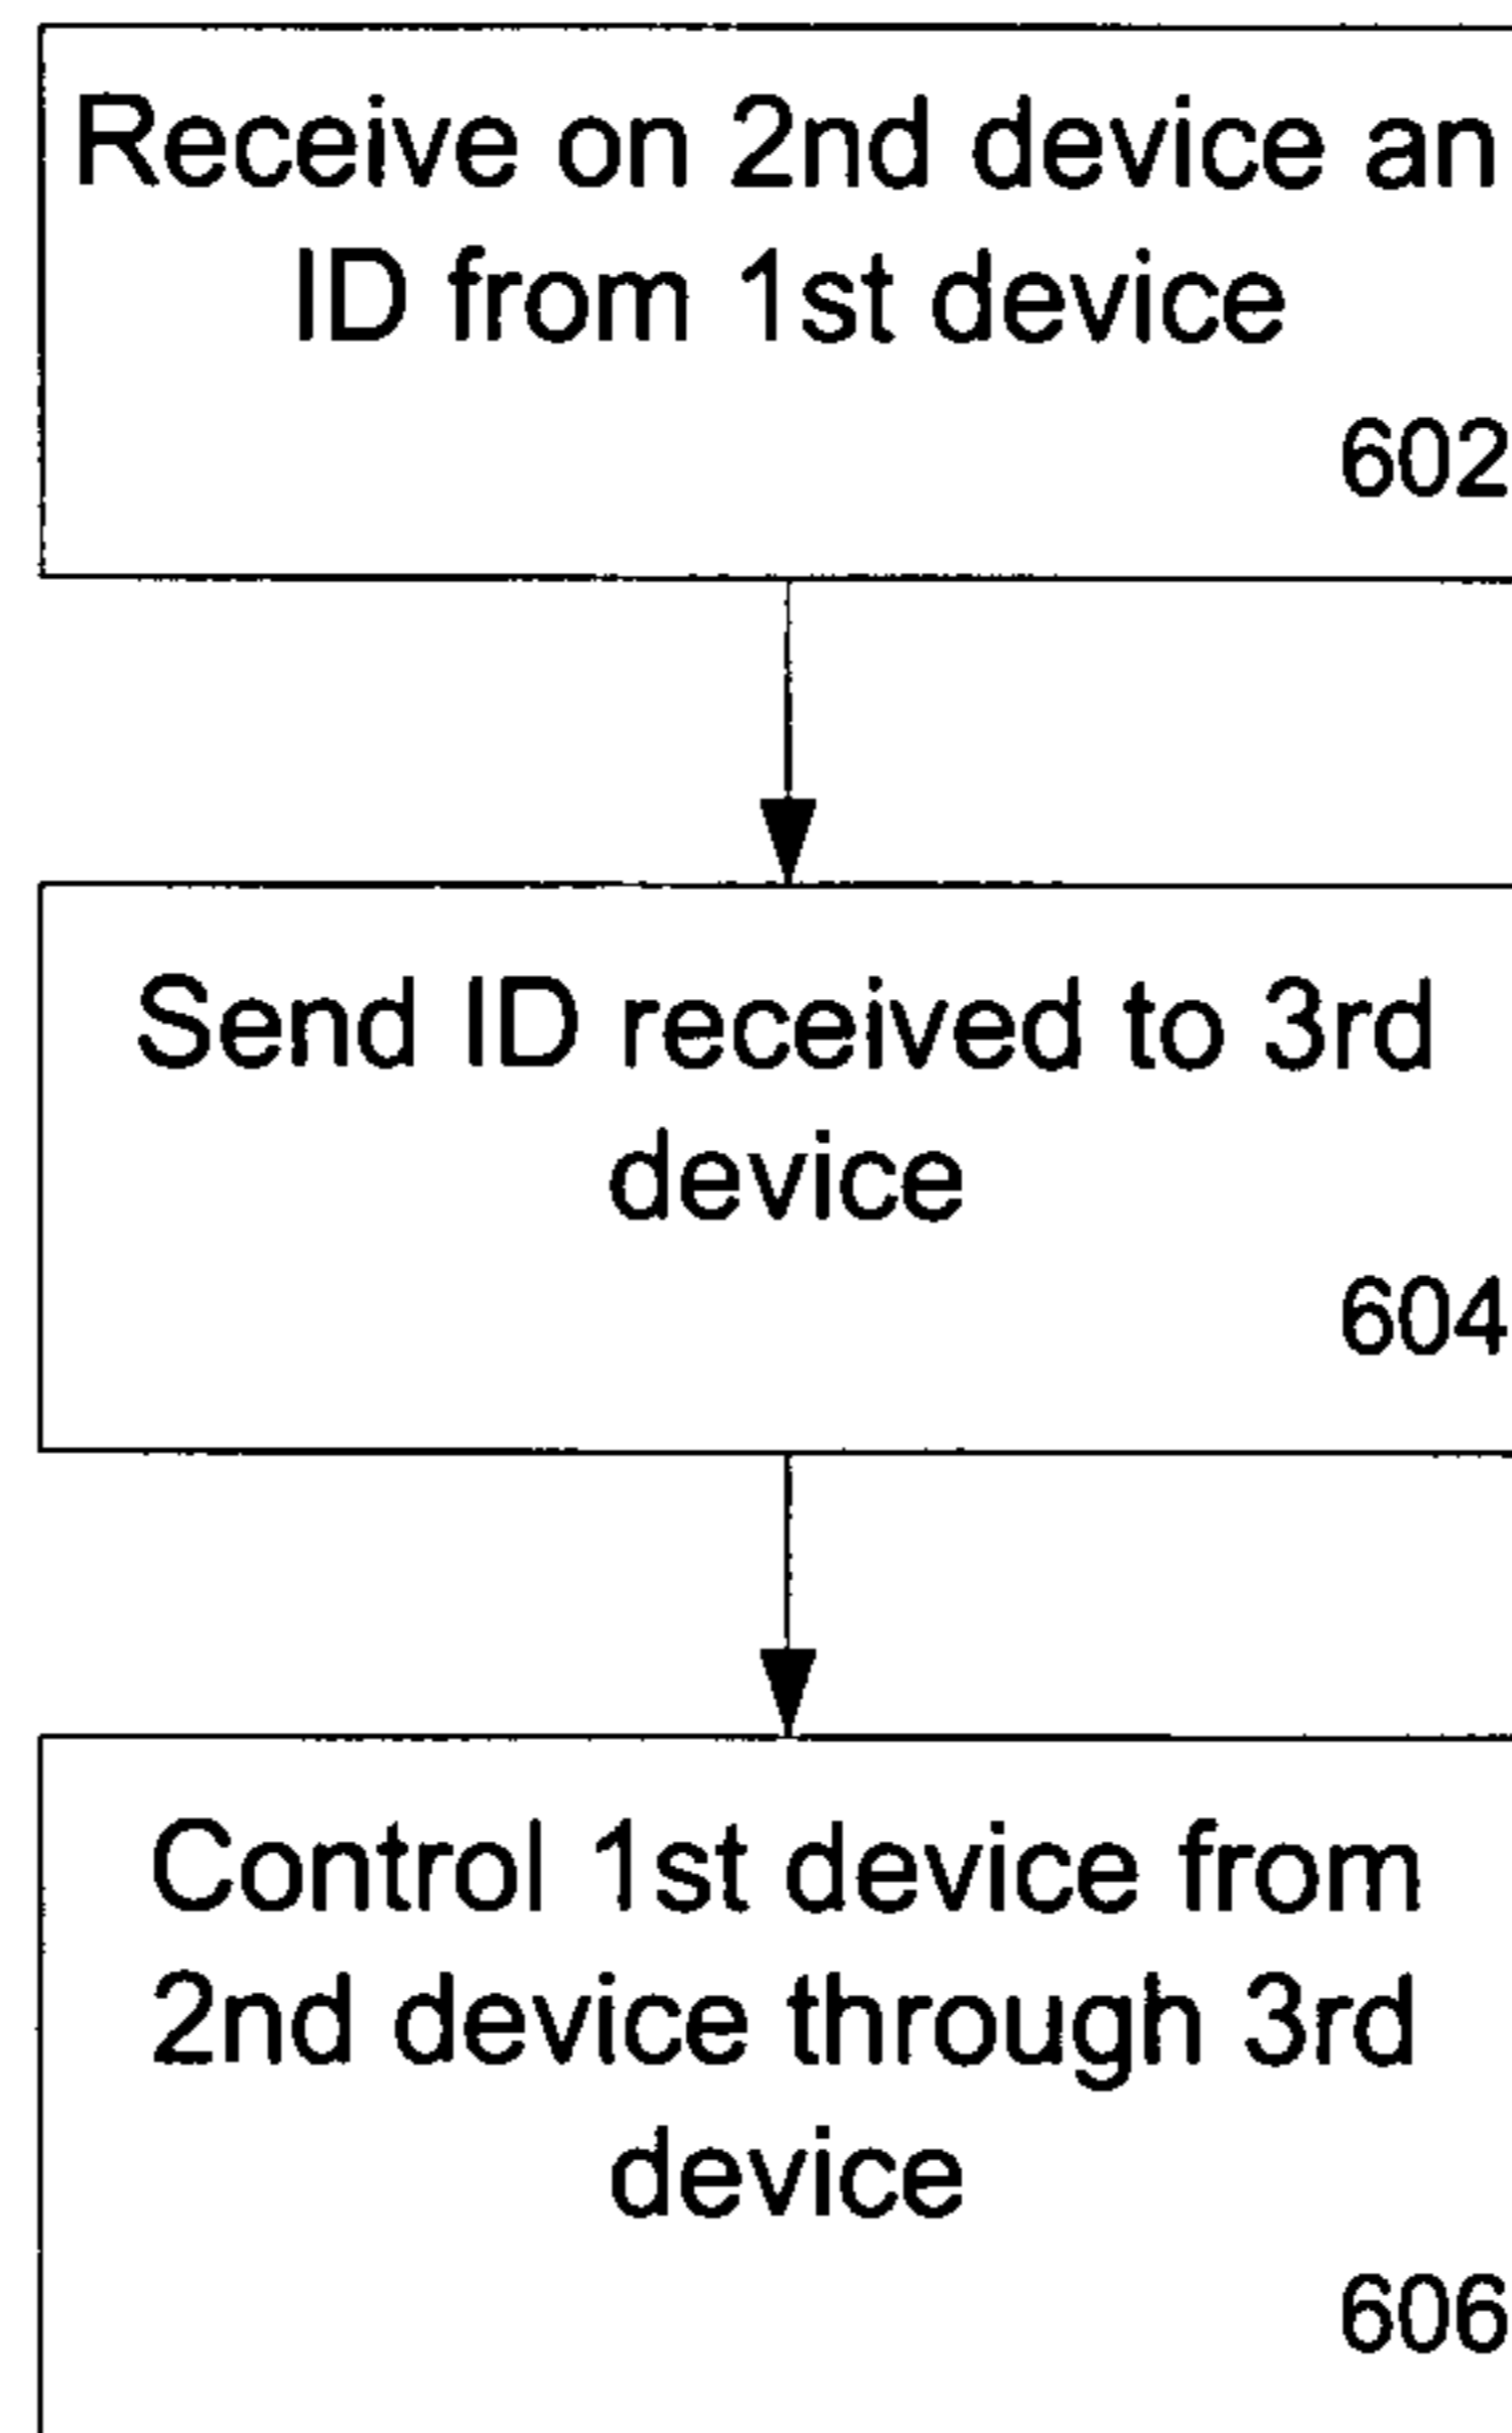 Receive on 2nd device an
ID from 1st device
602
Send ID received to 3rd
device
604
Control 1st device from
2nd device through 3rd
device
606